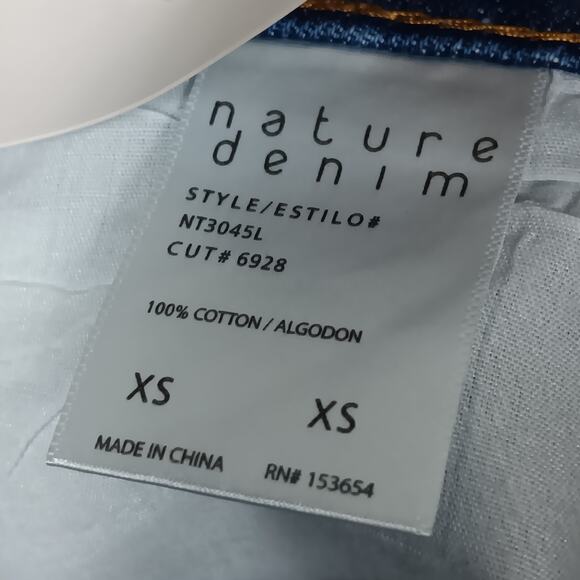 nature
denim
STYLE/ESTILO#
NT3045L
CUT# 6928
100% COTTON / ALGODON
XS XS
MADE IN CHINA RN# 153654